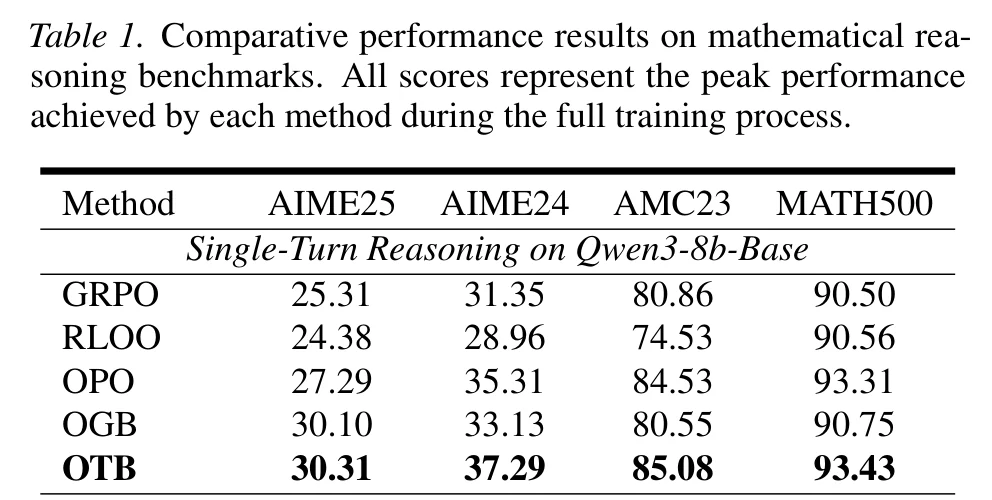 Table 1. Comparative performance results on mathematical rea-
soning benchmarks. All scores represent the peak performance
achieved by each method during the full training process.
Method AIME25 AIME24 AMC23 MATH500
Single-Turn Reasoning on Qwen3-8b-Base
GRPO 25.31 31.35 80.86 90.50
RLOO 24.38 28.96 74.53 90.56
OPO 27.29 35.31 84.53 93.31
OGB 30.10 33.13 80.55 90.75
OTB 30.31 37.29 85.08 93.43